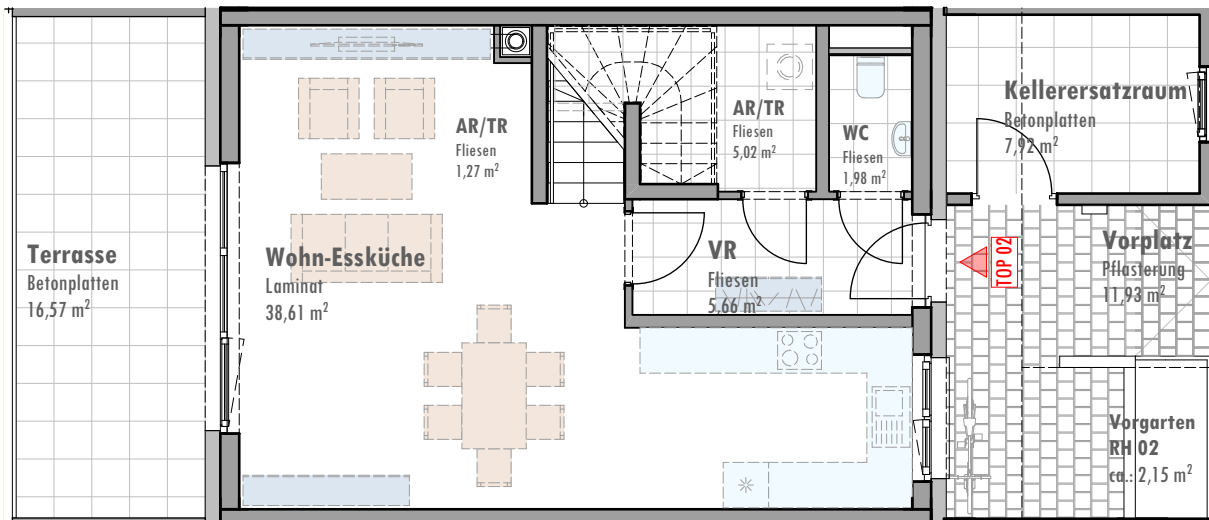 Terrasse
Betonplatten
16,57 m²
Wohn-Essküche
Laminat
38,61 m²
AR/TR
Fliesen
1,27 m²
AR/TR
Fliesen
5,02 m²
WC
Fliesen
1,98 m²
VR
Fliesen
5,66 m²
TOP 02
Kellerersatzraum
Betonplatten
7,92 m²
Vorplatz
Pflasterung
11,93 m²
Vorgarten
RH 02
ca.: 2,15 m²